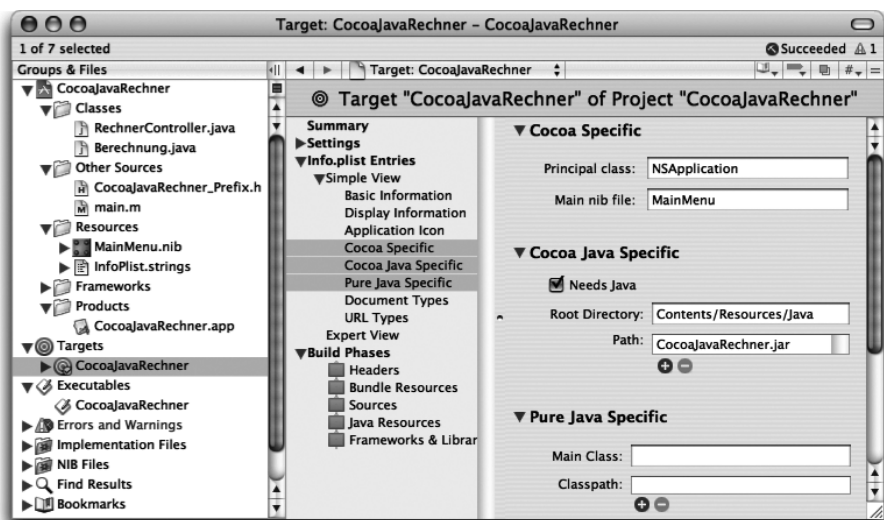 Target: CocoaJavaRechner – CocoaJavaRechner
1 of 7 selected
Succeeded 1
Groups & Files
Target: CocoaJavaRechner
#
CocoaJavaRechner
Classes
RechnerController.java
Berechnung.java
Other Sources
CocoaJavaRechner_Prefix.h
main.m
Resources
MainMenu.nib
InfoPlist.strings
Frameworks
Products
CocoaJavaRechner.app
Targets
CocoaJavaRechner
Executables
CocoaJavaRechner
Errors and Warnings
Implementation Files
NIB Files
Find Results
Bookmarks
Target "CocoaJavaRechner" of Project "CocoaJavaRechner"
Summary
Settings
Info.plist Entries
Simple View
Basic Information
Display Information
Application Icon
Cocoa Specific
Cocoa Java Specific
Pure Java Specific
Document Types
URL Types
Expert View
Build Phases
Headers
Bundle Resources
Sources
Java Resources
Frameworks & Librar
Cocoa Specific
Principal class: NSApplication
Main nib file: MainMenu
Cocoa Java Specific
Needs Java
Root Directory: Contents/Resources/Java
Path: CocoaJavaRechner.jar
Pure Java Specific
Main Class:
Classpath: